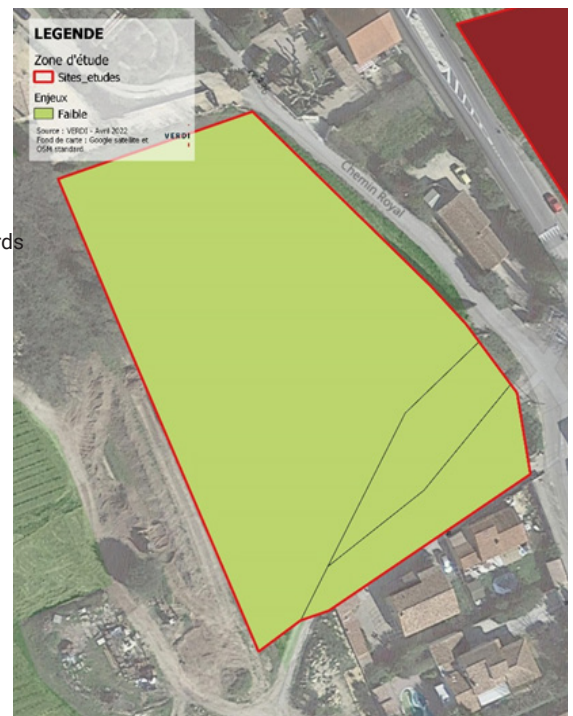 LEGENDE
Zone d'étude
Sites_etudes
Enjeux
Faible
Source : VERDI - Avril 2022
Fond de carte : Google satellite et
OSM standard.
VERDI
Chemin Royal
rds